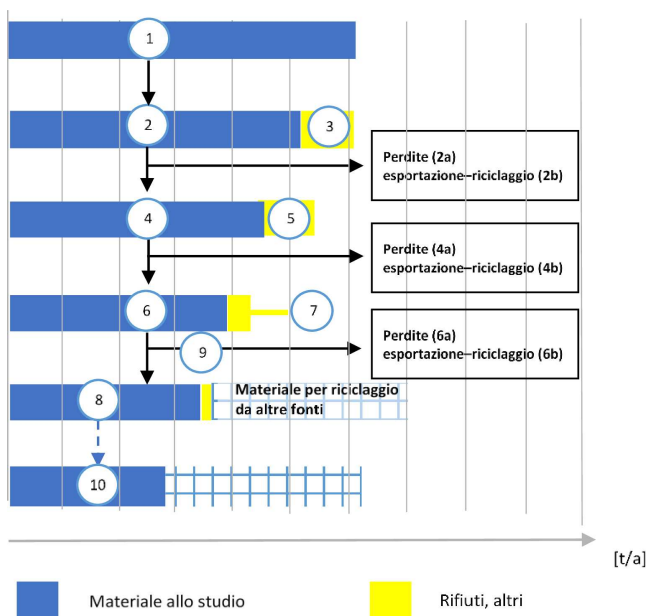 1
2
3
Perdite (2a)
esportazione–riciclaggio (2b)
4
5
Perdite (4a)
esportazione–riciclaggio (4b)
6
7
Perdite (6a)
esportazione–riciclaggio (6b)
9
8
Materiale per riciclaggio
da altre fonti
10
[t/a]
Materiale allo studio
Rifiuti, altri